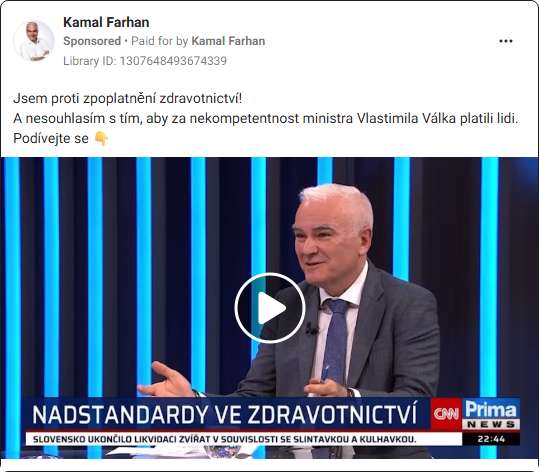 Kamal Farhan
Sponsored • Paid for by Kamal Farhan
Library ID: 1307648493674339
Jsem proti zpoplatnění zdravotnictví!
A nesouhlasím s tím, aby za nekompetentnost ministra Vlastimila Válka platili lidi.
Podívejte se 👇
NADSTANDARDY VE ZDRAVOTNICTVÍ
CNN Prima
NEWS
SLOVENSKO UKONČILO LIKVIDACI ZVÍŘAT V SOUVISLOSTI SE SLINTAVKOU A KULHAVKOU.
22:44